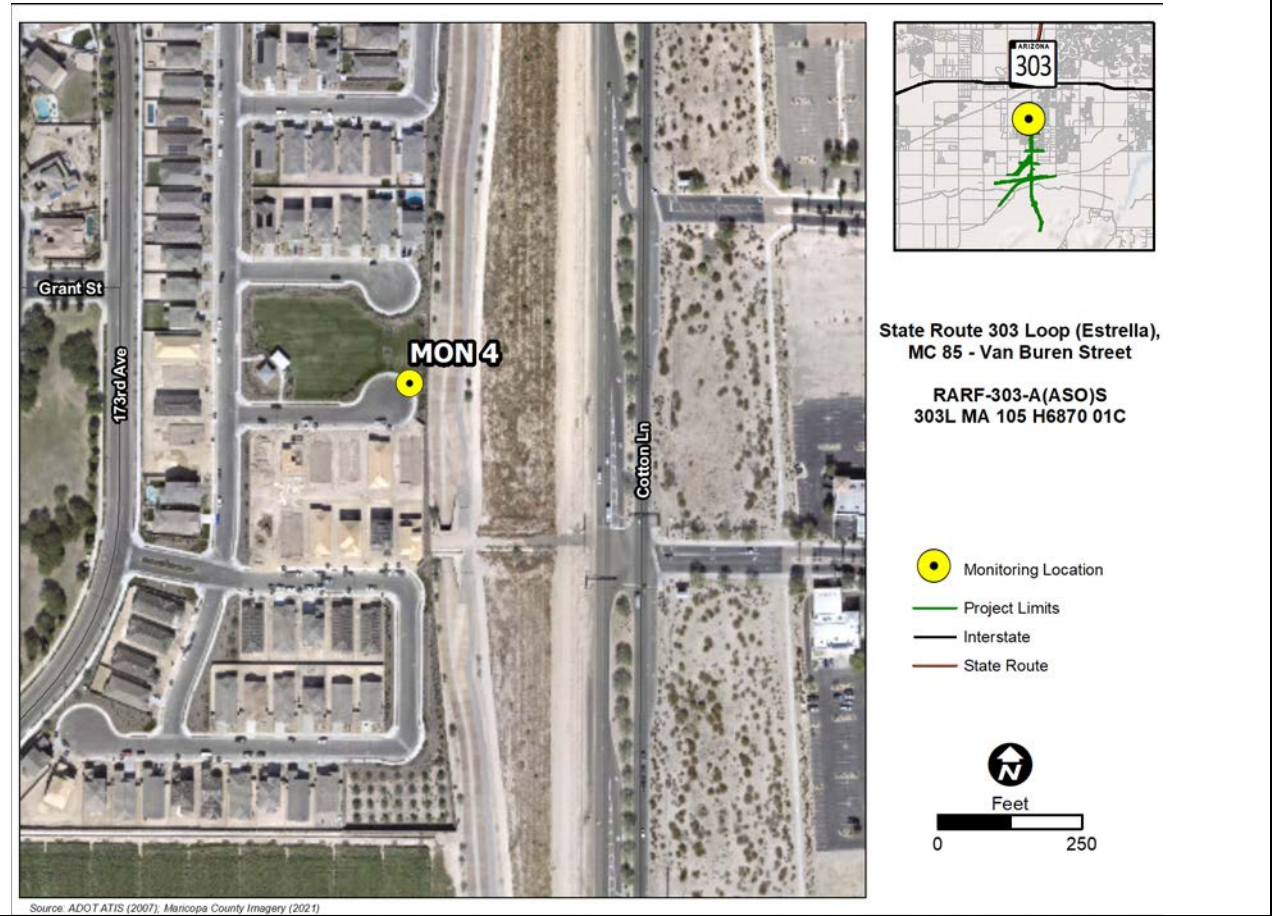 Grant St
173rd Ave
MON 4
Cotton Ln
ARIZONA
303
State Route 303 Loop (Estrella),
MC 85 - Van Buren Street
RARF-303-A(ASO)S
303L MA 105 H6870 01C
Monitoring Location
Project Limits
Interstate
State Route
N
Feet
0 250
Source: ADOT ATIS (2007); Maricopa County Imagery (2021)